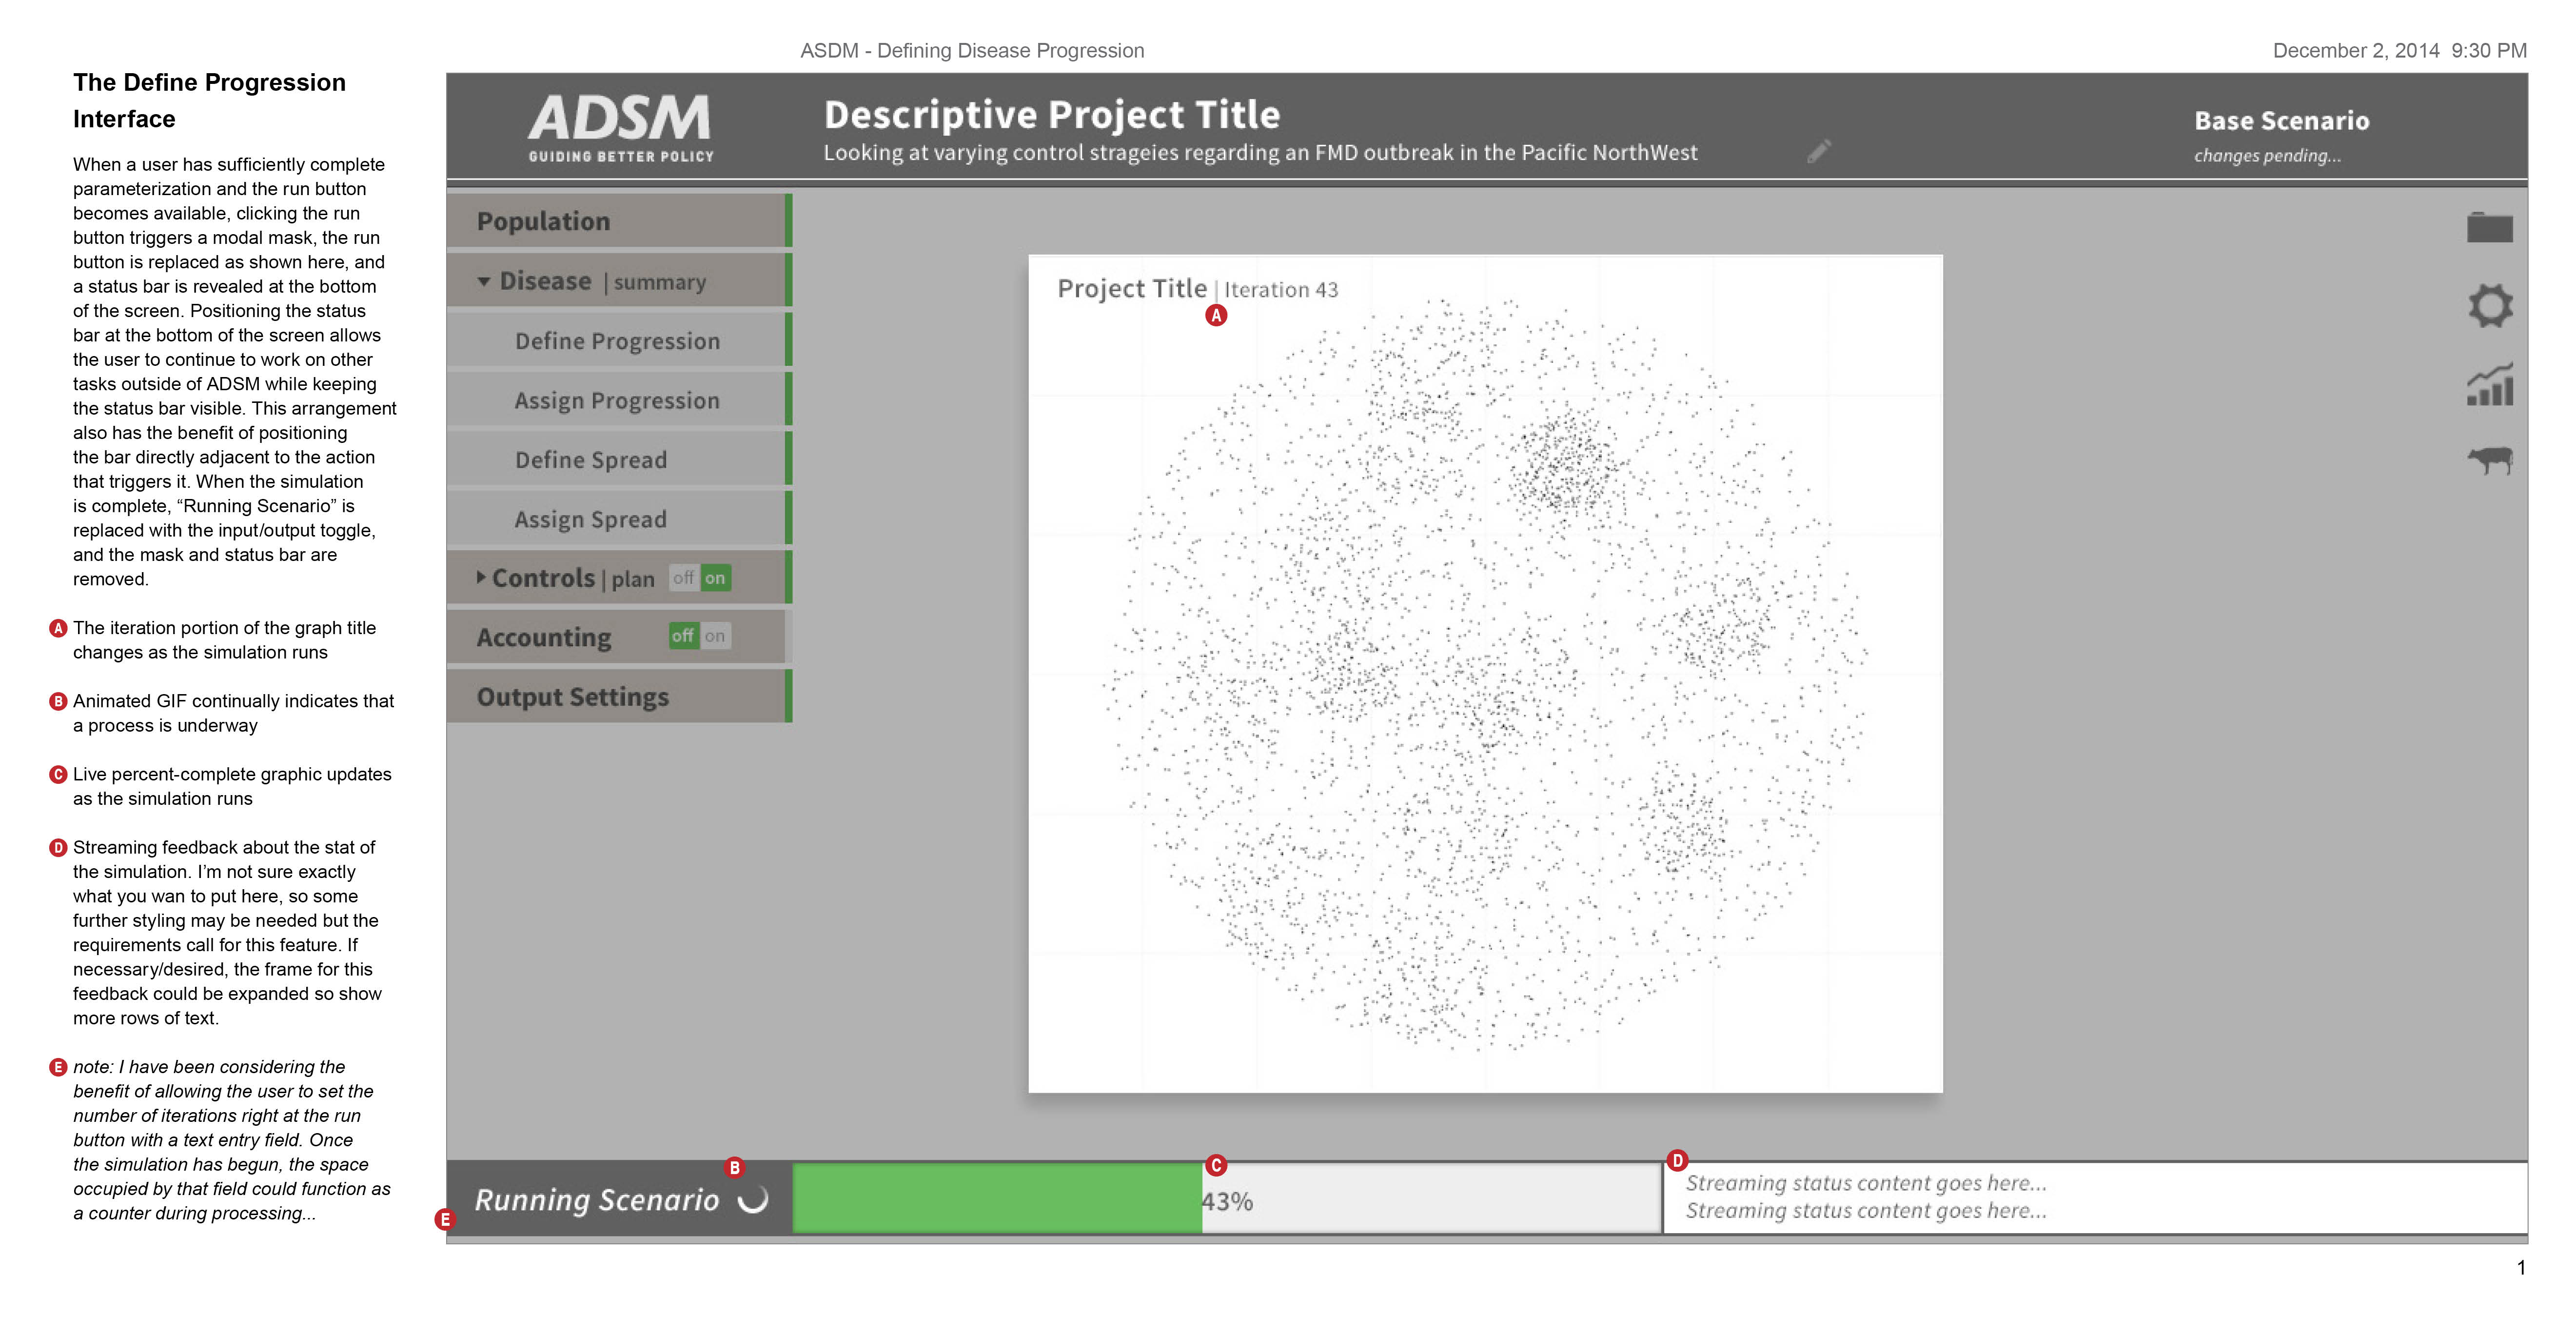 ASDM - Defining Disease Progression
December 2, 2014  9:30 PM
The Define Progression
Interface
When a user has sufficiently complete
parameterization and the run button
becomes available, clicking the run
button triggers a modal mask, the run
button is replaced as shown here, and
a status bar is revealed at the bottom
of the screen. Positioning the status
bar at the bottom of the screen allows
the user to continue to work on other
tasks outside of ADSM while keeping
the status bar visible. This arrangement
also has the benefit of positioning
the bar directly adjacent to the action
that triggers it. When the simulation
is complete, “Running Scenario” is
replaced with the input/output toggle,
and the mask and status bar are
removed.
A The iteration portion of the graph title
changes as the simulation runs
B Animated GIF continually indicates that
a process is underway
C Live percent-complete graphic updates
as the simulation runs
D Streaming feedback about the stat of
the simulation. I’m not sure exactly
what you wan to put here, so some
further styling may be needed but the
requirements call for this feature. If
necessary/desired, the frame for this
feedback could be expanded so show
more rows of text.
E note: I have been considering the
benefit of allowing the user to set the
number of iterations right at the run
button with a text entry field. Once
the simulation has begun, the space
occupied by that field could function as
a counter during processing...
ADSM
GUIDING BETTER POLICY
Descriptive Project Title
Looking at varying control strageies regarding an FMD outbreak in the Pacific NorthWest
Base Scenario
changes pending...
Population
Disease | summary
Define Progression
Assign Progression
Define Spread
Assign Spread
Controls | plan off on
Accounting off on
Output Settings
Project Title | Iteration 43
A
B
C
D
E
Running Scenario
43%
Streaming status content goes here...
Streaming status content goes here...
1